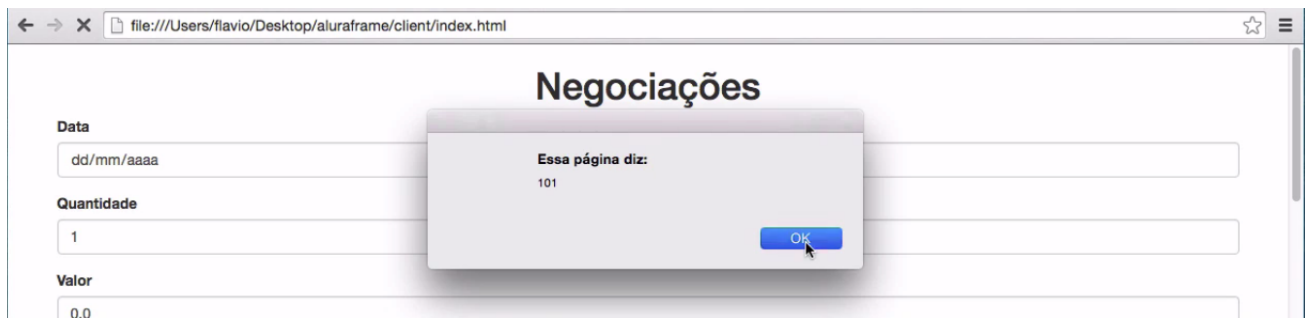 file:///Users/flavio/Desktop/aluraframe/client/index.html
Negociações
Data
dd/mm/aaaa
Essa página diz:
101
OK
Quantidade
1
Valor
0.0